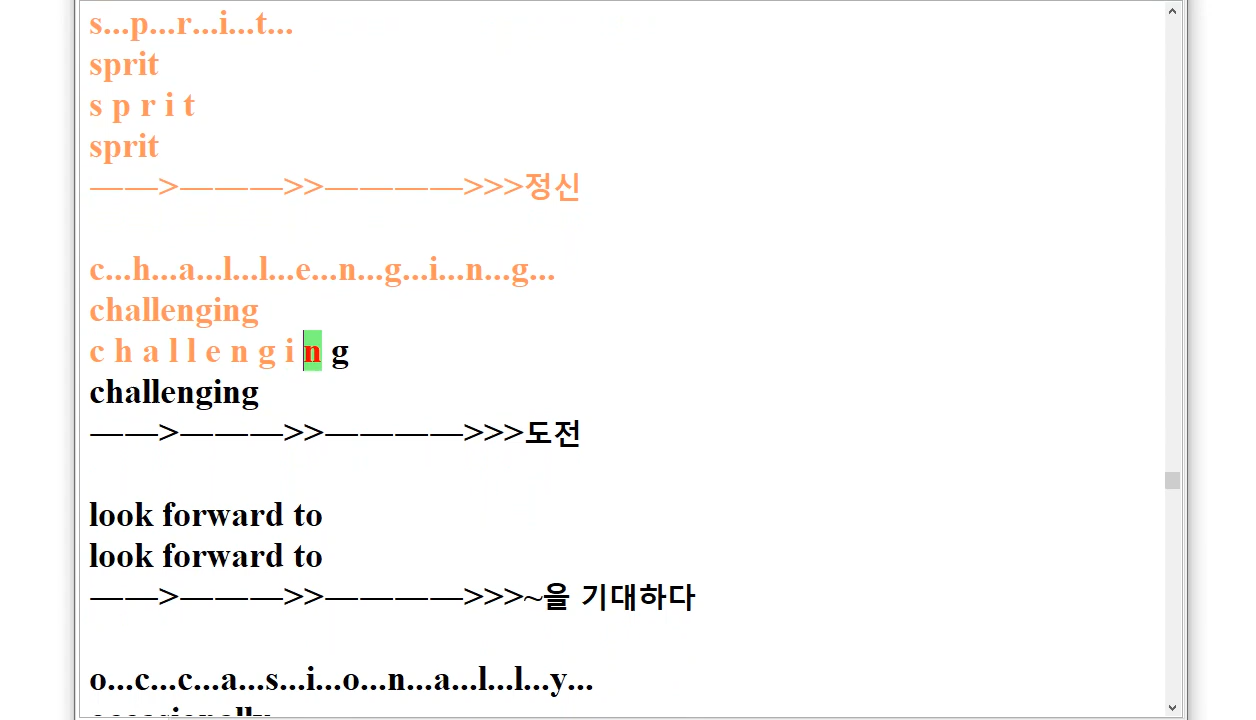 s...p...r...i...t...
sprit
s p r i t
sprit
——>———>>————>>>정신
c...h...a...l...l...e...n...g...i...n...g...
challenging
c h a l l e n g i n g
challenging
——>———>>————>>>도전
look forward to
look forward to
——>———>>————>>>~을 기대하다
o...c...c...a...s...i...o...n...a...l...l...y...
occasionally